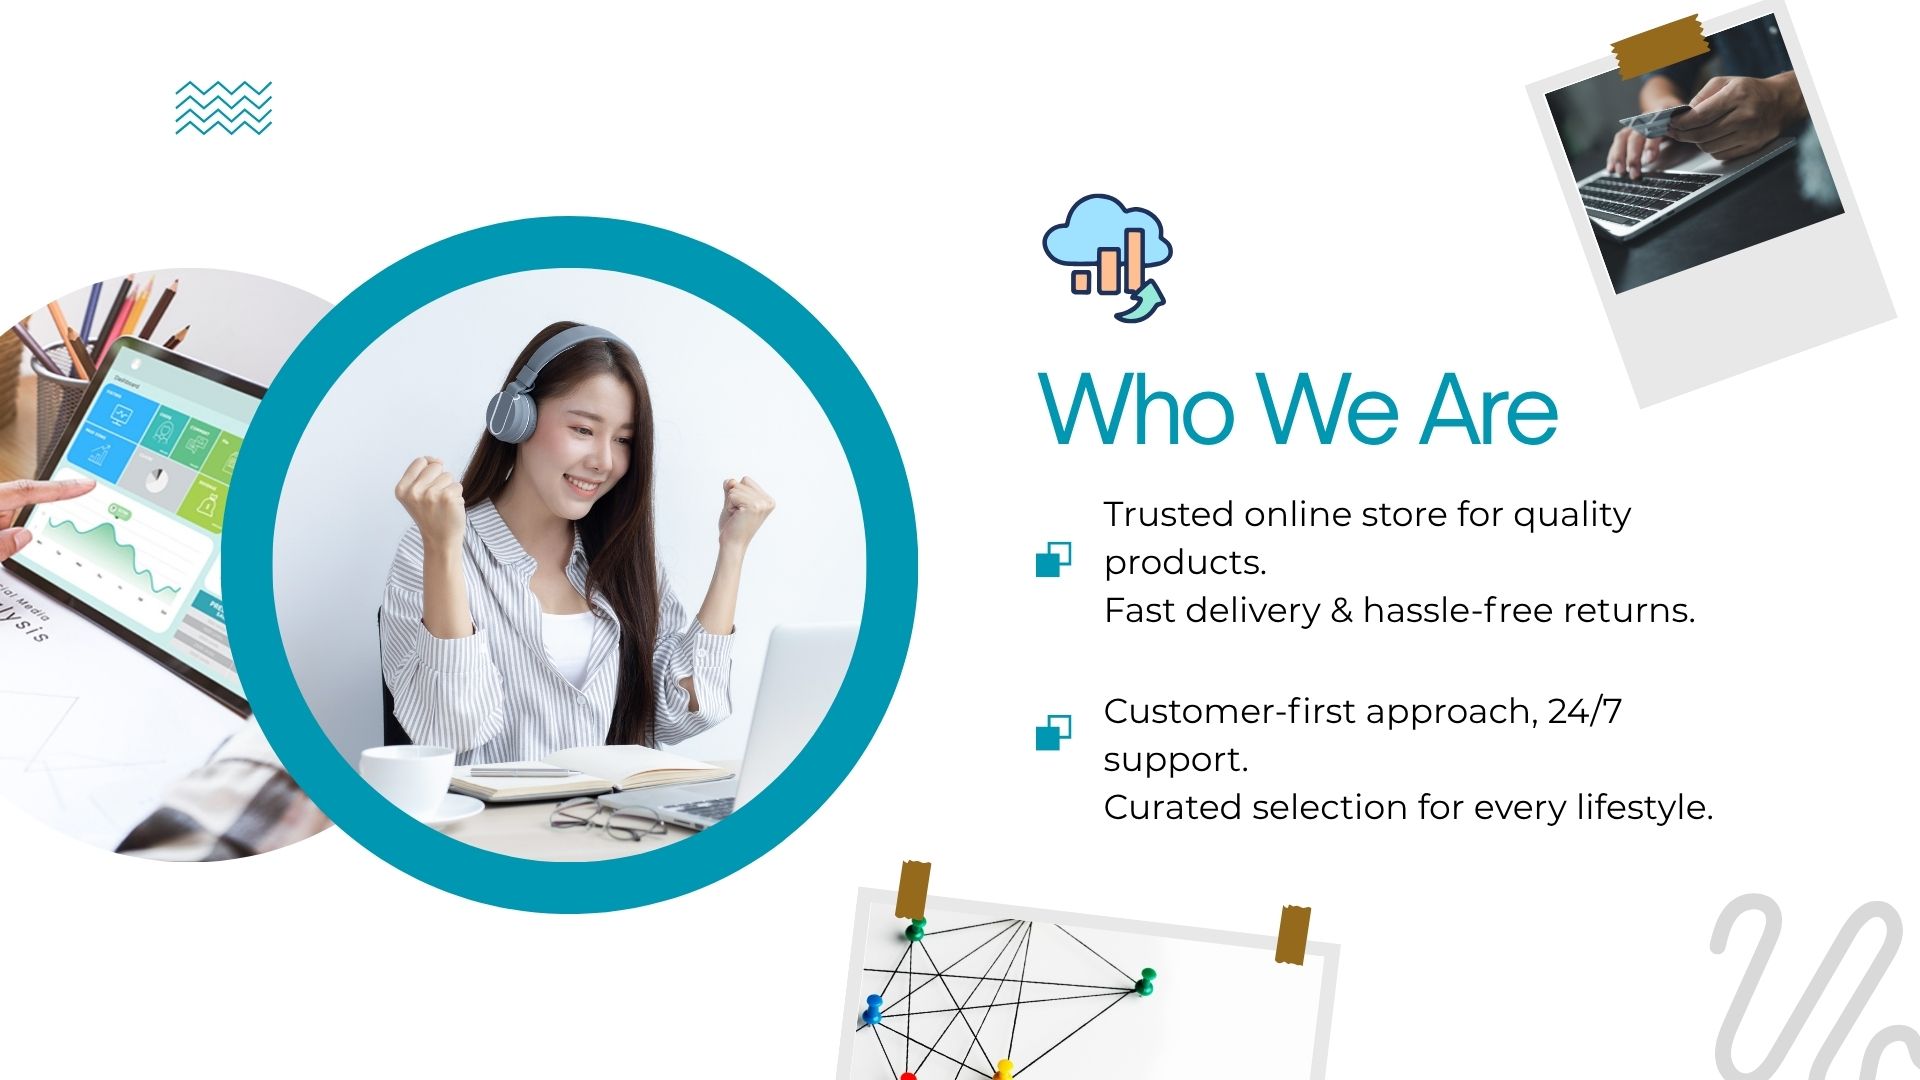 Who We Are
Trusted online store for quality
products.
Fast delivery & hassle-free returns.
Customer-first approach, 24/7
support.
Curated selection for every lifestyle.
Dashboard